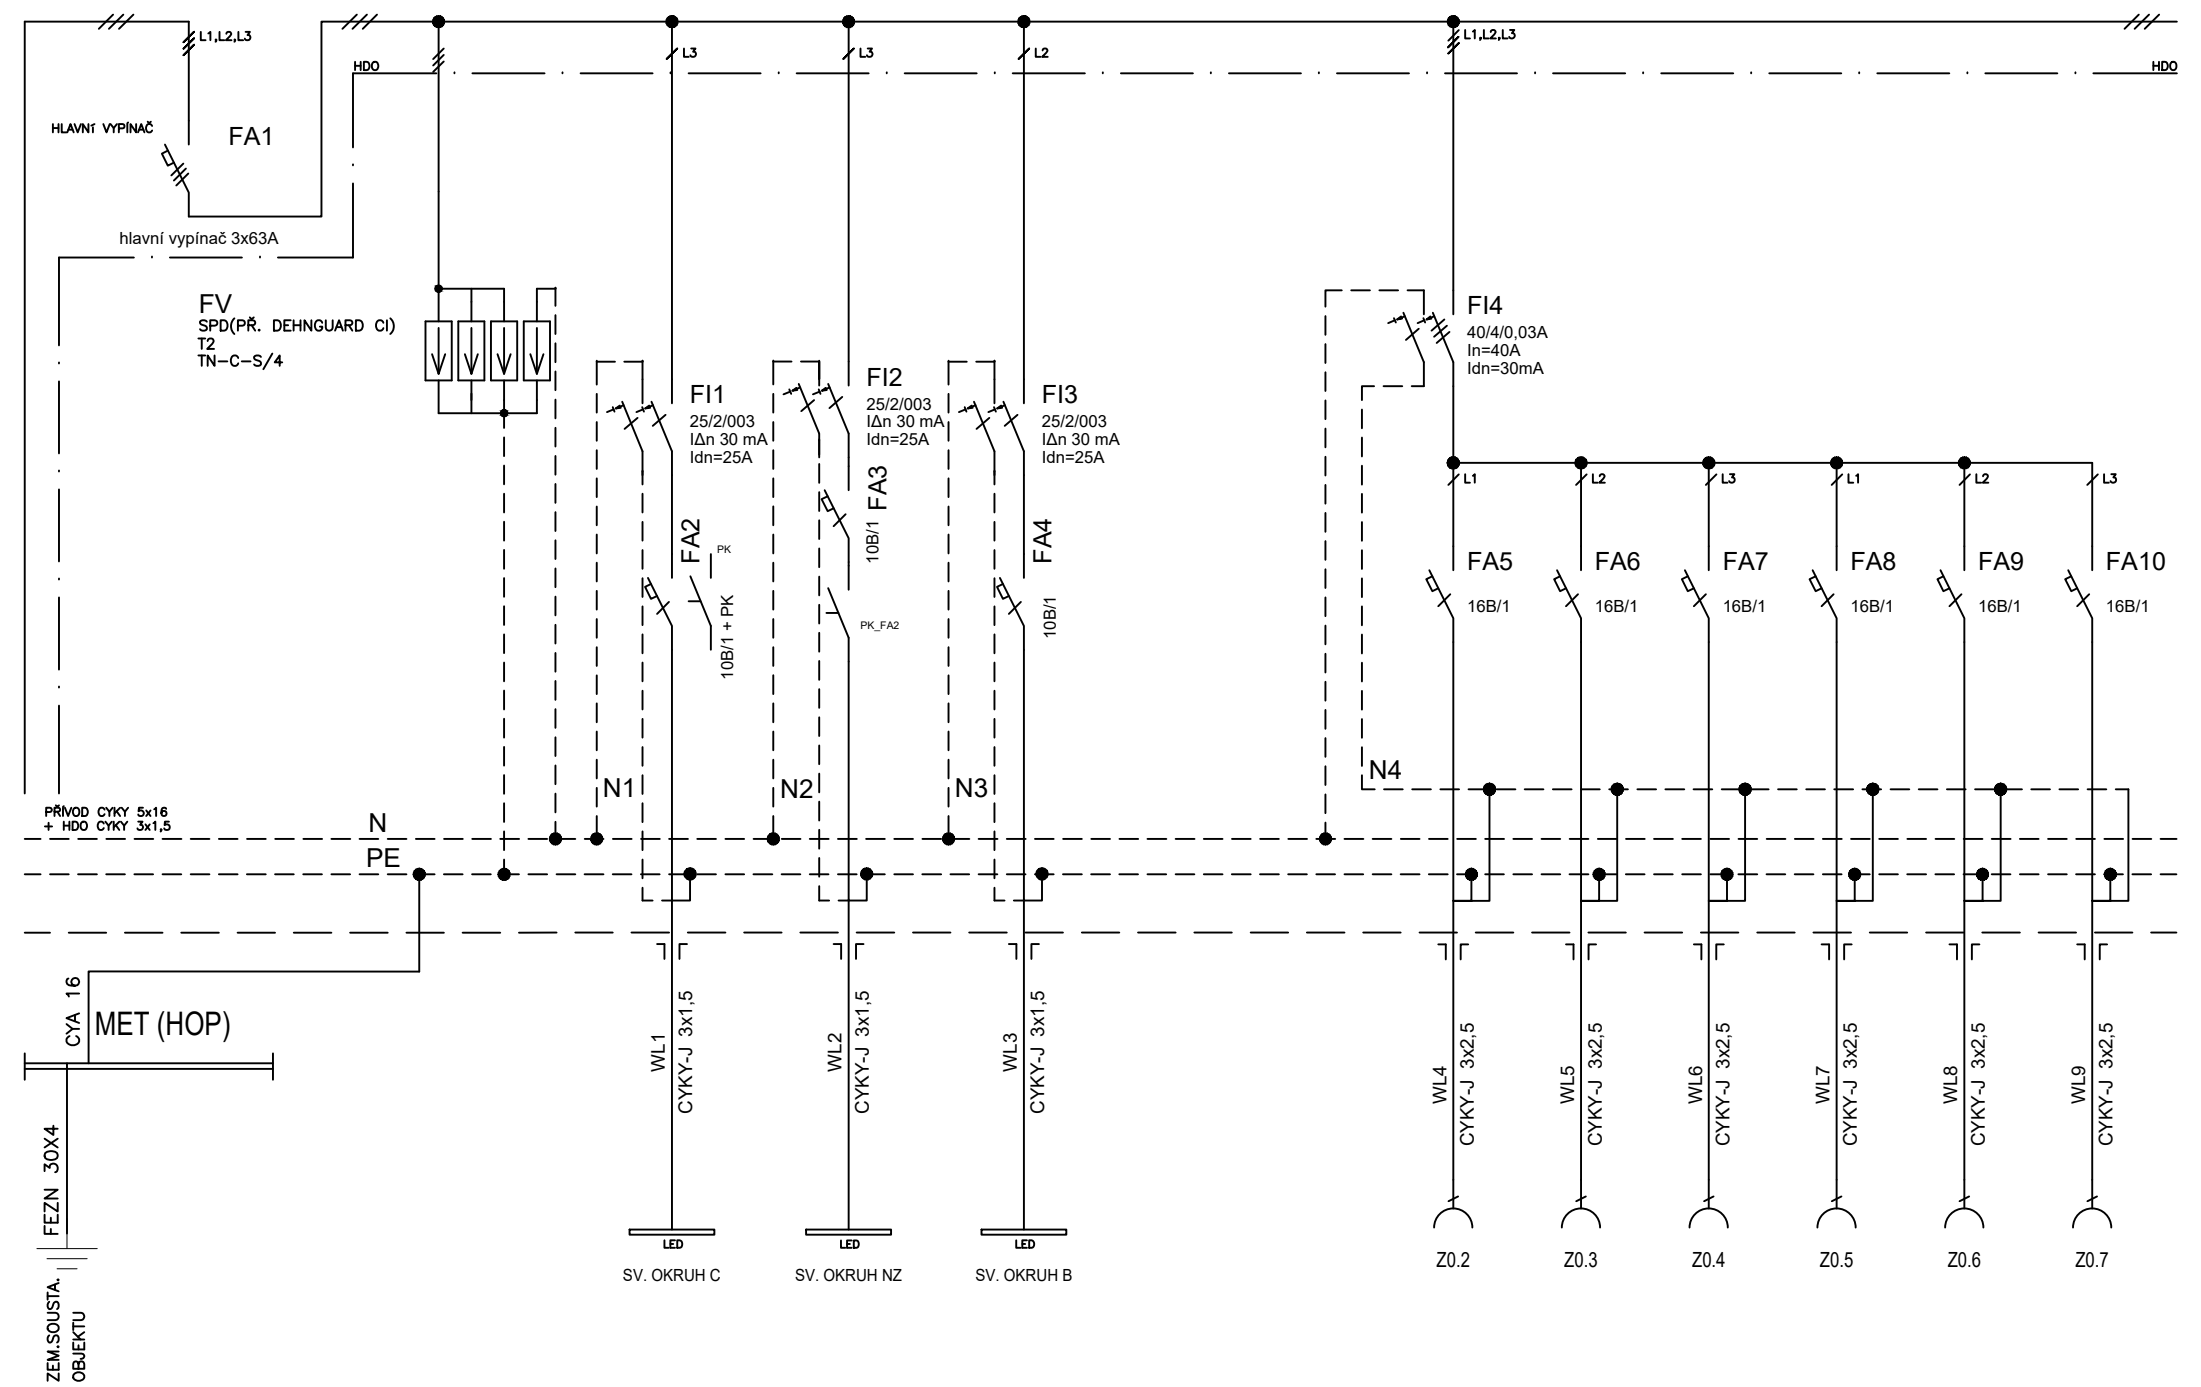 L1,L2,L3
L3
L3
L2
L1,L2,L3
HDO
HDO
HLAVNí VYPÍNAČ
FA1
hlavní vypínač 3x63A
FV
SPD(PŘ. DEHNGUARD CI)
T2
TN-C-S/4
FI1
25/2/003
IΔn 30 mA
Idn=25A
FI2
25/2/003
IΔn 30 mA
Idn=25A
FI3
25/2/003
IΔn 30 mA
Idn=25A
FI4
40/4/0,03A
In=40A
Idn=30mA
FA2
PK
10B/1 + PK
FA3
10B/1
PK_FA2
FA4
10B/1
L1
L2
L3
L1
L2
L3
FA5
16B/1
FA6
16B/1
FA7
16B/1
FA8
16B/1
FA9
16B/1
FA10
16B/1
N1
N2
N3
N4
PŘÍVOD CYKY 5x16
+ HDO CYKY 3x1,5
N
PE
CYA 16
MET (HOP)
FEZN 30X4
ZEM.SOUSTA.
OBJEKTU
WL1
CYKY-J 3x1,5
WL2
CYKY-J 3x1,5
WL3
CYKY-J 3x1,5
WL4
CYKY-J 3x2,5
WL5
CYKY-J 3x2,5
WL6
CYKY-J 3x2,5
WL7
CYKY-J 3x2,5
WL8
CYKY-J 3x2,5
WL9
CYKY-J 3x2,5
LED
LED
LED
SV. OKRUH C
SV. OKRUH NZ
SV. OKRUH B
Z0.2
Z0.3
Z0.4
Z0.5
Z0.6
Z0.7